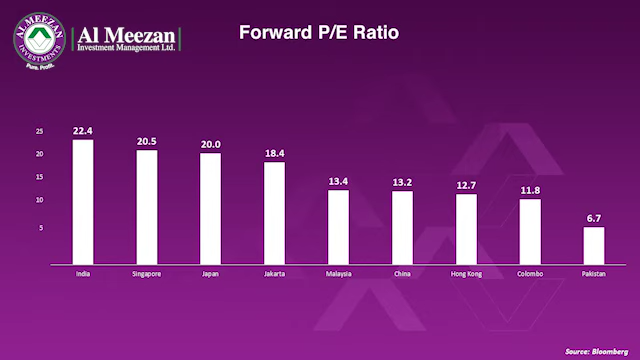 AL MEEZAN
INVESTMENTS
Pure. Profit.
Al Meezan
Investment Management Ltd.
Forward P/E Ratio
25
20
15
10
5
22.4
20.5
20.0
18.4
13.4
13.2
12.7
11.8
6.7
India
Singapore
Japan
Jakarta
Malaysia
China
Hong Kong
Colombo
Pakistan
Source: Bloomberg